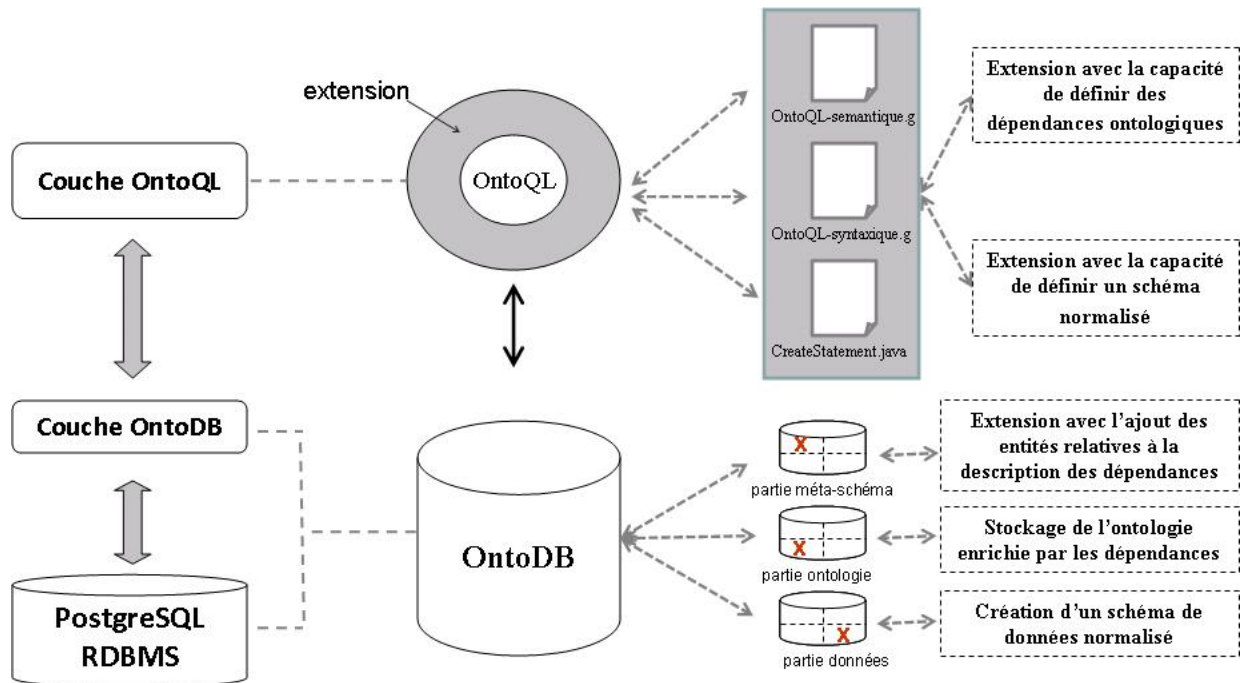 extension
Couche OntoQL
OntoQL
OntoQL-semantique.g
OntoQL-syntaxique.g
CreateStatement.java
Extension avec la capacité
de définir des
dépendances ontologiques
Extension avec la capacité
de définir un schéma
normalisé
Couche OntoDB
PostgreSQL
RDBMS
OntoDB
X
partie méta-schéma
X
partie ontologie
X
partie données
Extension avec l'ajout des
entités relatives à la
description des dépendances
Stockage de l'ontologie
enrichie par les dépendances
Création d'un schéma de
données normalisé